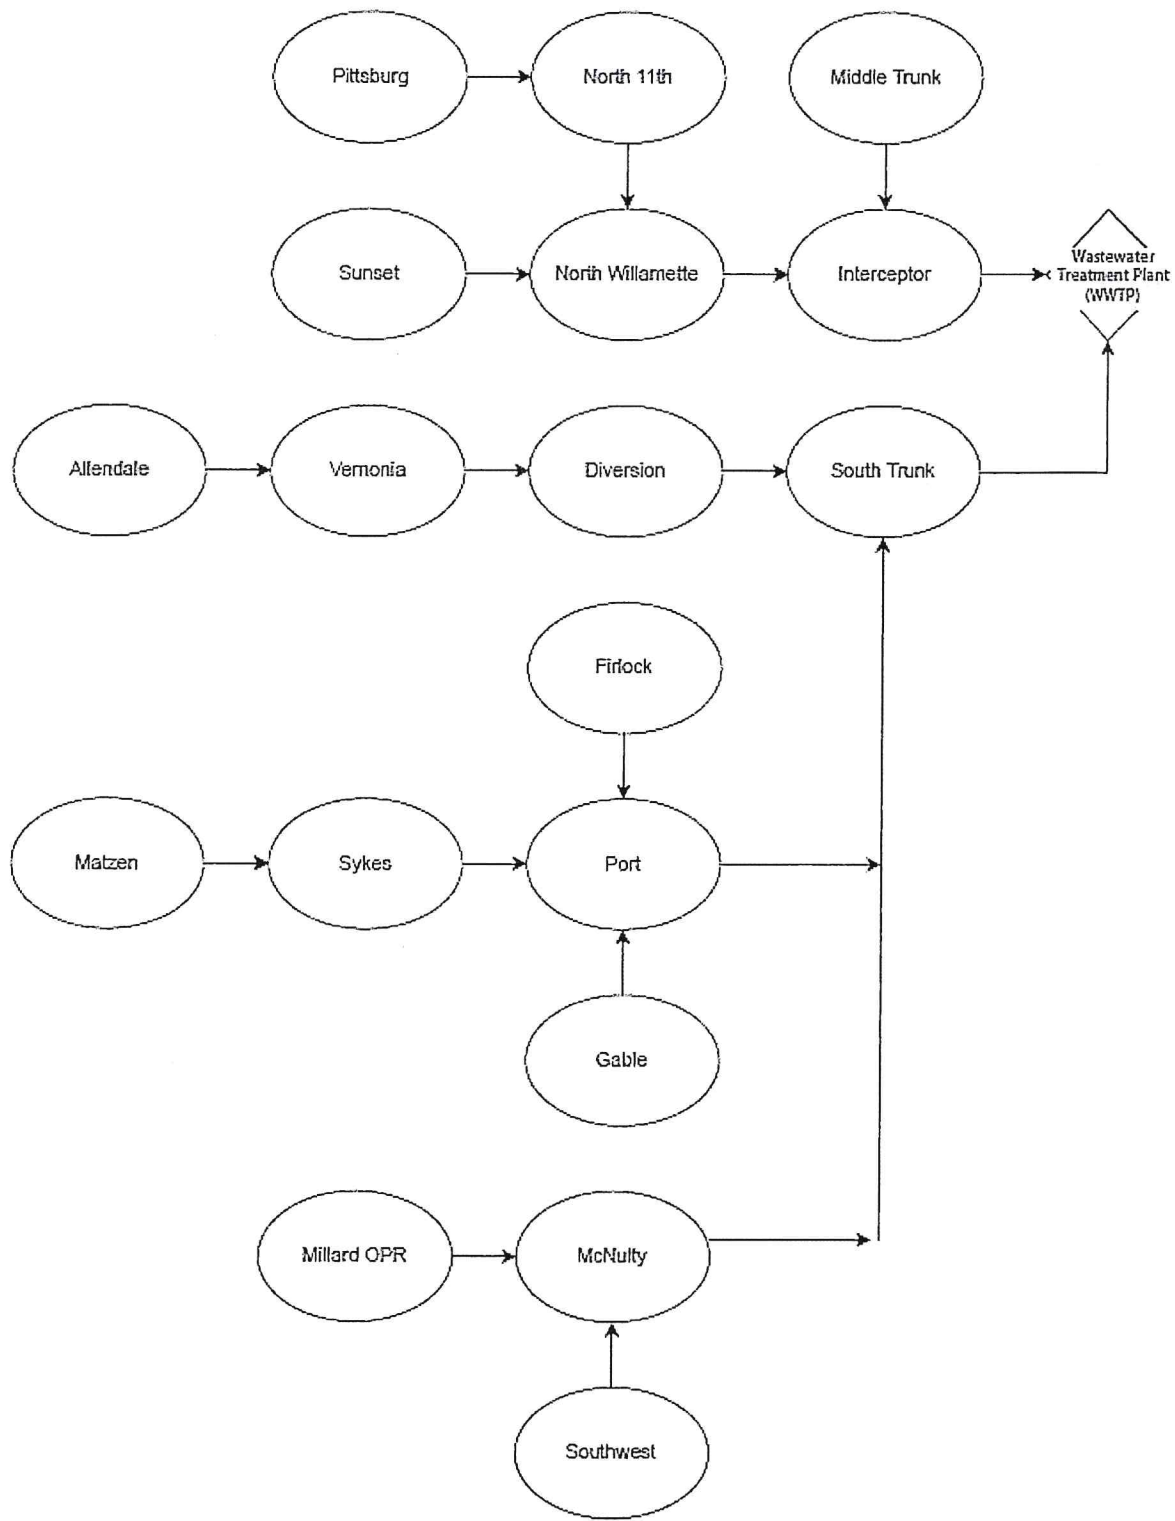 Pittsburg
North 11th
Middle Trunk
Sunset
North Willamette
Interceptor
Wastewater
Treatment Plant
(WWTP)
Allendale
Vernonia
Diversion
South Trunk
Firlock
Matzen
Sykes
Port
Gable
Millard OPR
McNulty
Southwest